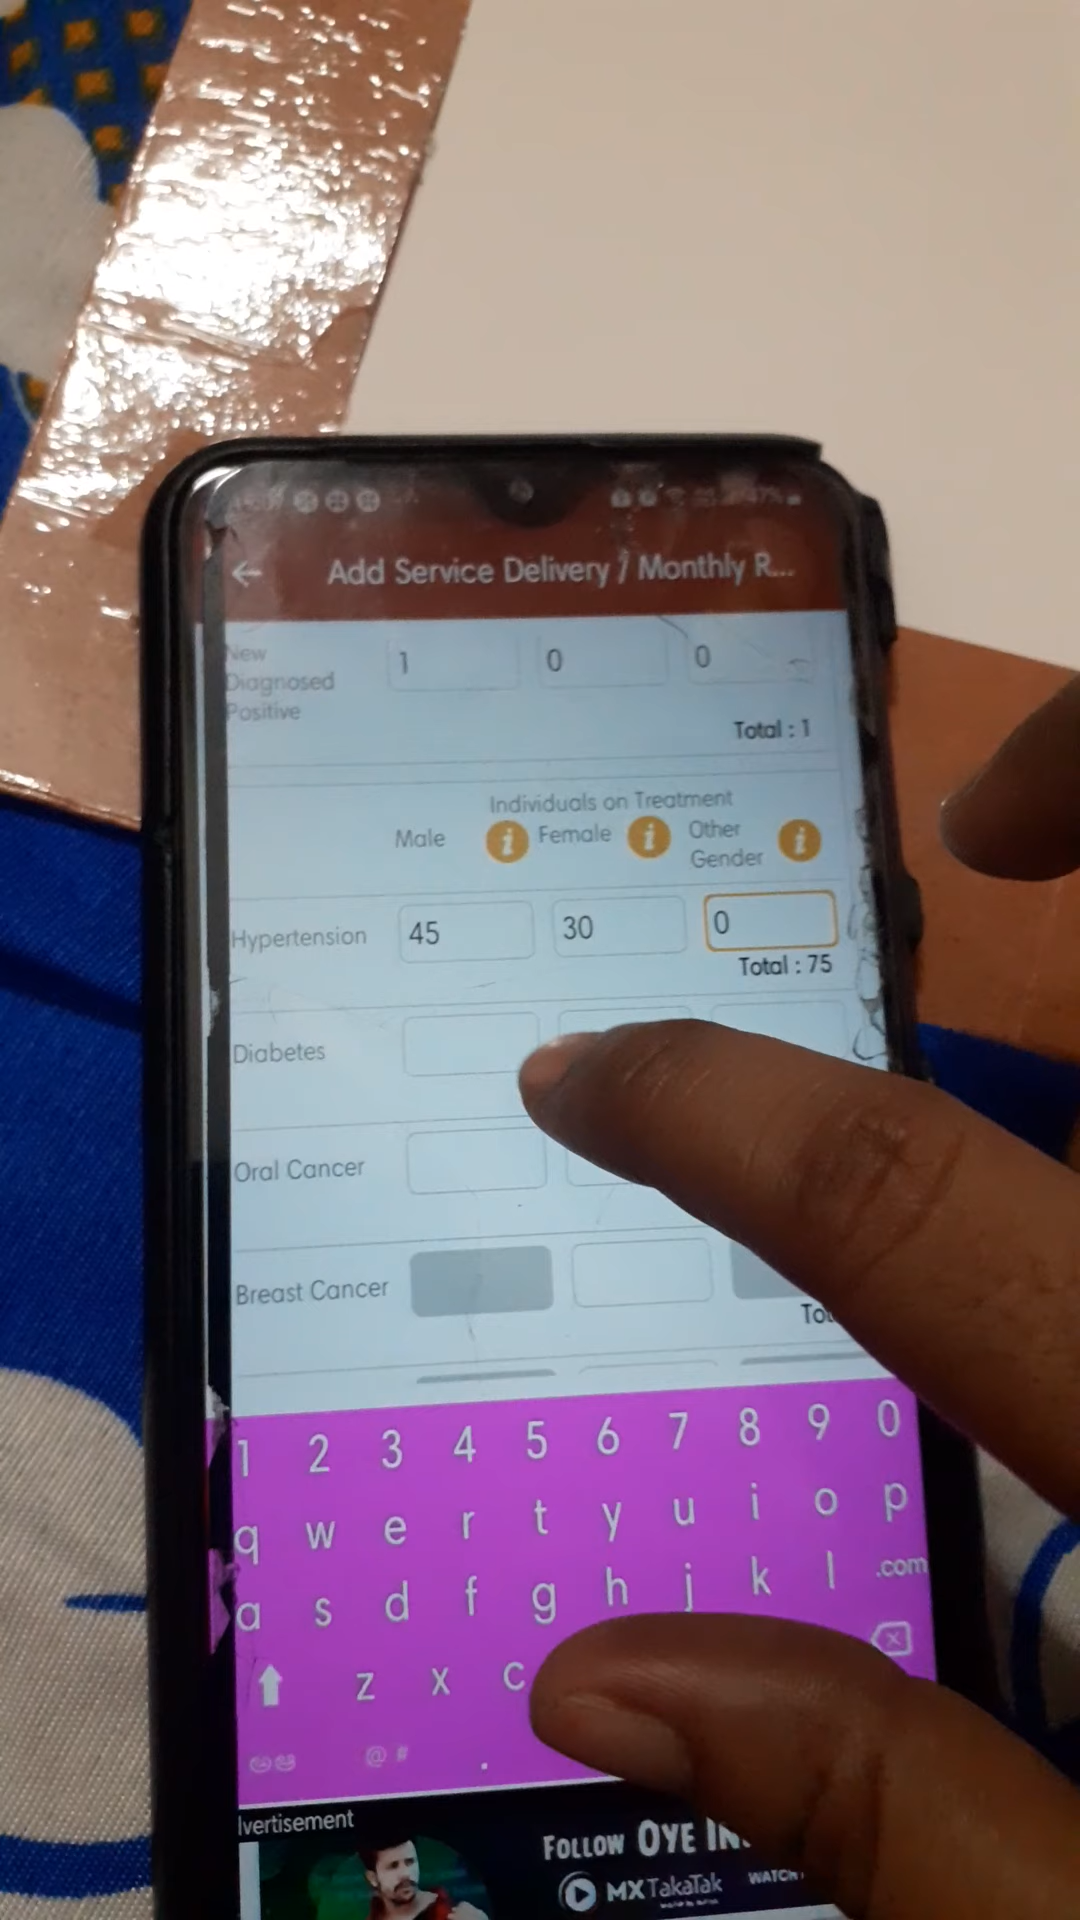 47%
Add Service Delivery / Monthly R...
New
Diagnosed
Positive
1 0 0
Total : 1
Individuals on Treatment
Male Female Other
Gender
Hypertension 45 30 0
Total : 75
Diabetes
Oral Cancer
Breast Cancer
1 2 3 4 5 6 7 8 9 0
q w e r t y u i o p
a s d f g h j k l .com
z x c
@ # .
lvertisement
FOLLOW OYE IN
MX TakaTak WATCH